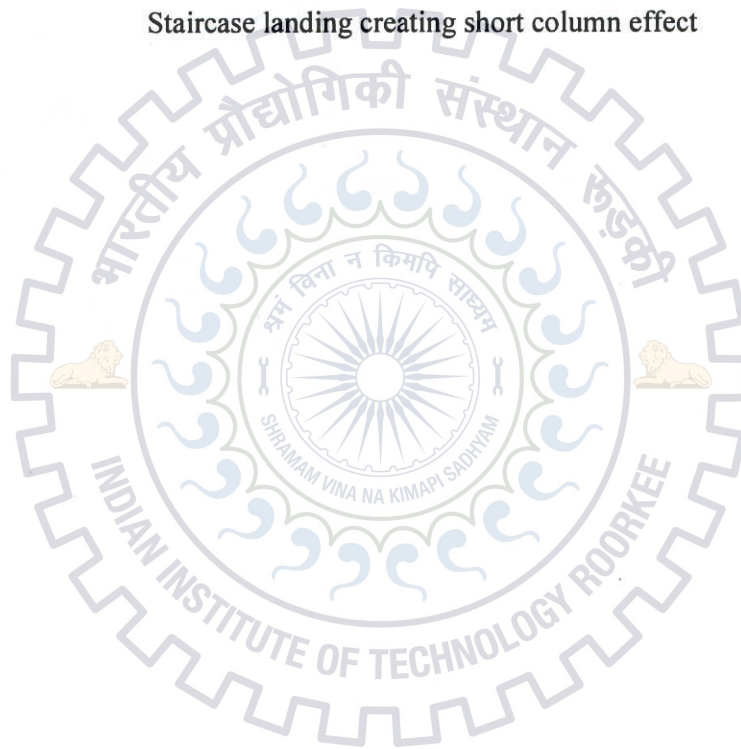 Staircase landing creating short column effect
भारतीय प्रौद्योगिकी संस्थान रूड़की
श्रमं विना न किमपि साध्यम्
SHRAMAM VINA NA KIMAPI SADHYAM
INDIAN INSTITUTE OF TECHNOLOGY ROORKEE